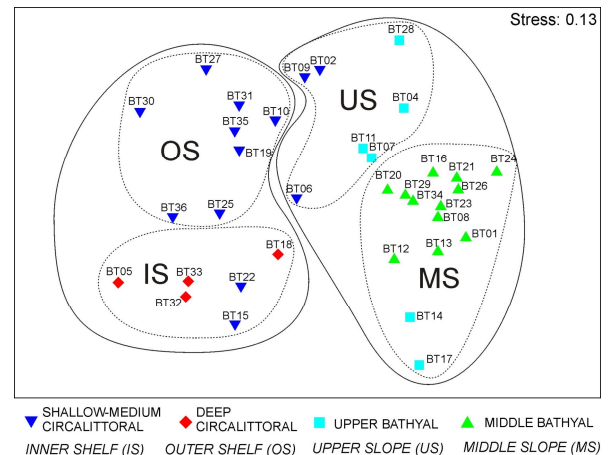 Stress: 0.13
BT28
BT27
BT09 BT02
BT30
BT31
US
BT04
BT10
BT35
OS
BT19
BT11
BT07
BT16
BT21
BT24
BT20
BT29
BT26
BT34
BT23
BT06
BT36
BT25
BT08
BT01
BT18
BT12
BT13
BT05
IS
BT33
BT22
MS
BT32
BT15
BT14
BT17
SHALLOW-MEDIUM CIRCALITTORAL
DEEP CIRCALITTORAL
UPPER BATHYAL
MIDDLE BATHYAL
INNER SHELF (IS) OUTER SHELF (OS) UPPER SLOPE (US) MIDDLE SLOPE (MS)